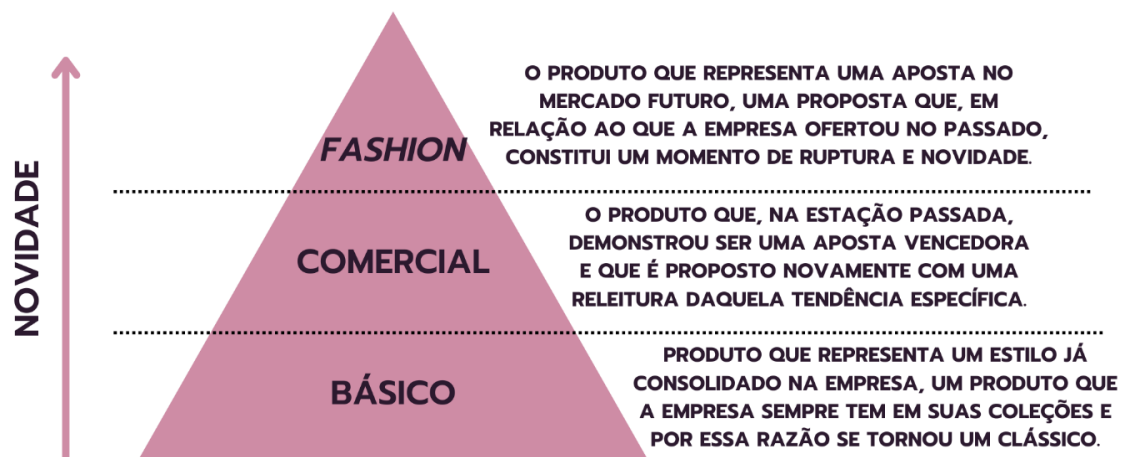 O PRODUTO QUE REPRESENTA UMA APOSTA NO
MERCADO FUTURO, UMA PROPOSTA QUE, EM
RELAÇÃO AO QUE A EMPRESA OFERTOU NO PASSADO,
CONSTITUI UM MOMENTO DE RUPTURA E NOVIDADE.
FASHION
O PRODUTO QUE, NA ESTAÇÃO PASSADA,
DEMONSTROU SER UMA APOSTA VENCEDORA
E QUE É PROPOSTO NOVAMENTE COM UMA
RELEITURA DAQUELA TENDÊNCIA ESPECÍFICA.
COMERCIAL
PRODUTO QUE REPRESENTA UM ESTILO JÁ
CONSOLIDADO NA EMPRESA, UM PRODUTO QUE
A EMPRESA SEMPRE TEM EM SUAS COLEÇÕES E
POR ESSA RAZÃO SE TORNOU UM CLÁSSICO.
BÁSICO
NOVIDADE